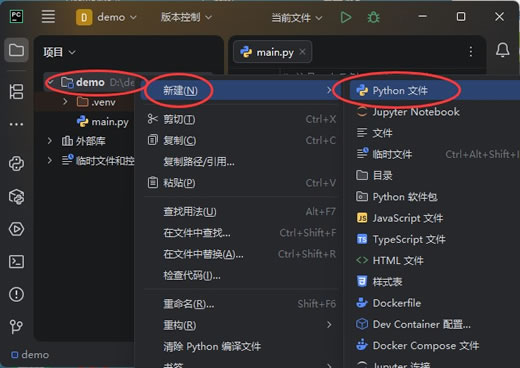 PC
D demo
版本控制
当前文件
项目
main.py
demo D:\de
.venv
main.py
外部库
临时文件和控
新建(N)
剪切(T) Ctrl+X
复制(C) Ctrl+C
复制路径/引用...
粘贴(P) Ctrl+V
查找用法(U) Alt+F7
在文件中查找... Ctrl+Shift+F
在文件中替换(A)... Ctrl+Shift+R
检查代码(I)...
重命名(R)... Shift+F6
重构(R)
清除 Python 编译文件
Python 文件
Jupyter Notebook
文件
临时文件 Ctrl+Alt+Shift+I
目录
Python 软件包
JS JavaScript 文件
TS TypeScript 文件
HTML 文件
样式表
Dockerfile
Dev Container 配置...
Docker Compose 文件
Jupyter 连接
demo